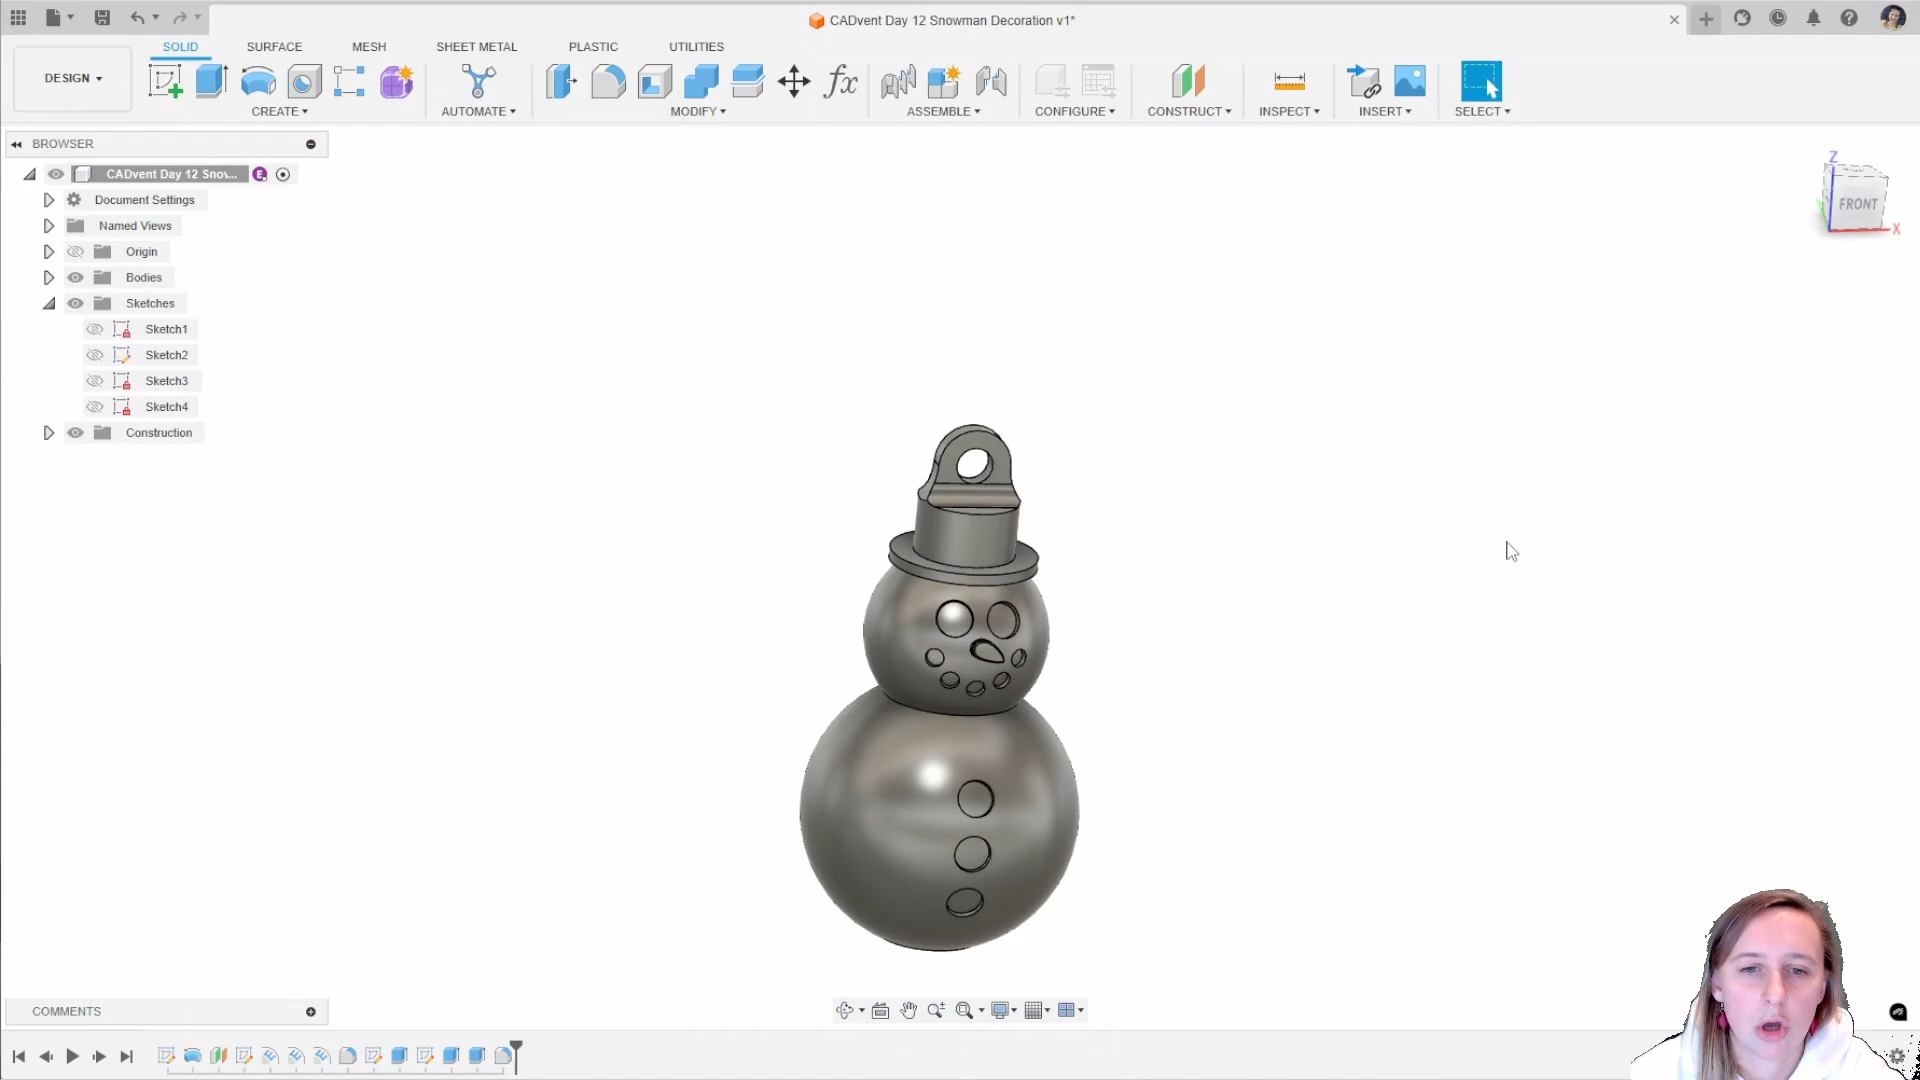 CADvent Day 12 Snowman Decoration v1*
SOLID
SURFACE
MESH
SHEET METAL
PLASTIC
UTILITIES
DESIGN
CREATE
AUTOMATE
MODIFY
ASSEMBLE
CONFIGURE
CONSTRUCT
INSPECT
INSERT
SELECT
fx
BROWSER
CADvent Day 12 Snow...
E
Document Settings
Named Views
Origin
Bodies
Sketches
Sketch1
Sketch2
Sketch3
Sketch4
Construction
Z
FRONT
X
COMMENTS